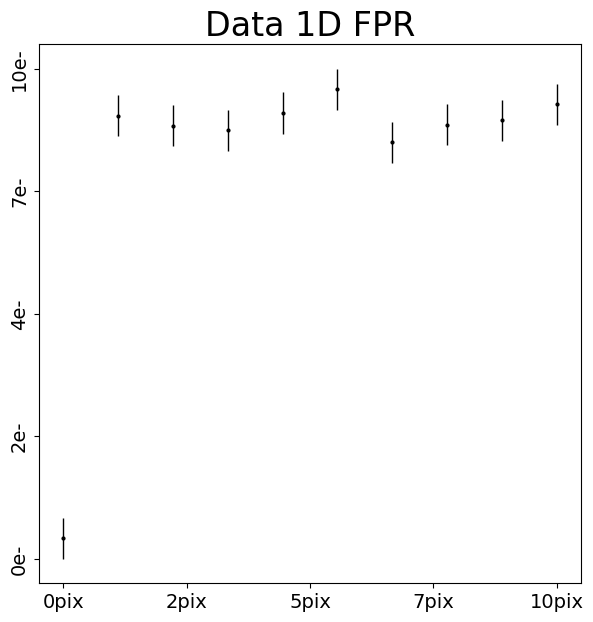 Data 1D FPR
10e-
7e-
4e-
2e-
0e-
0pix 2pix 5pix 7pix 10pix